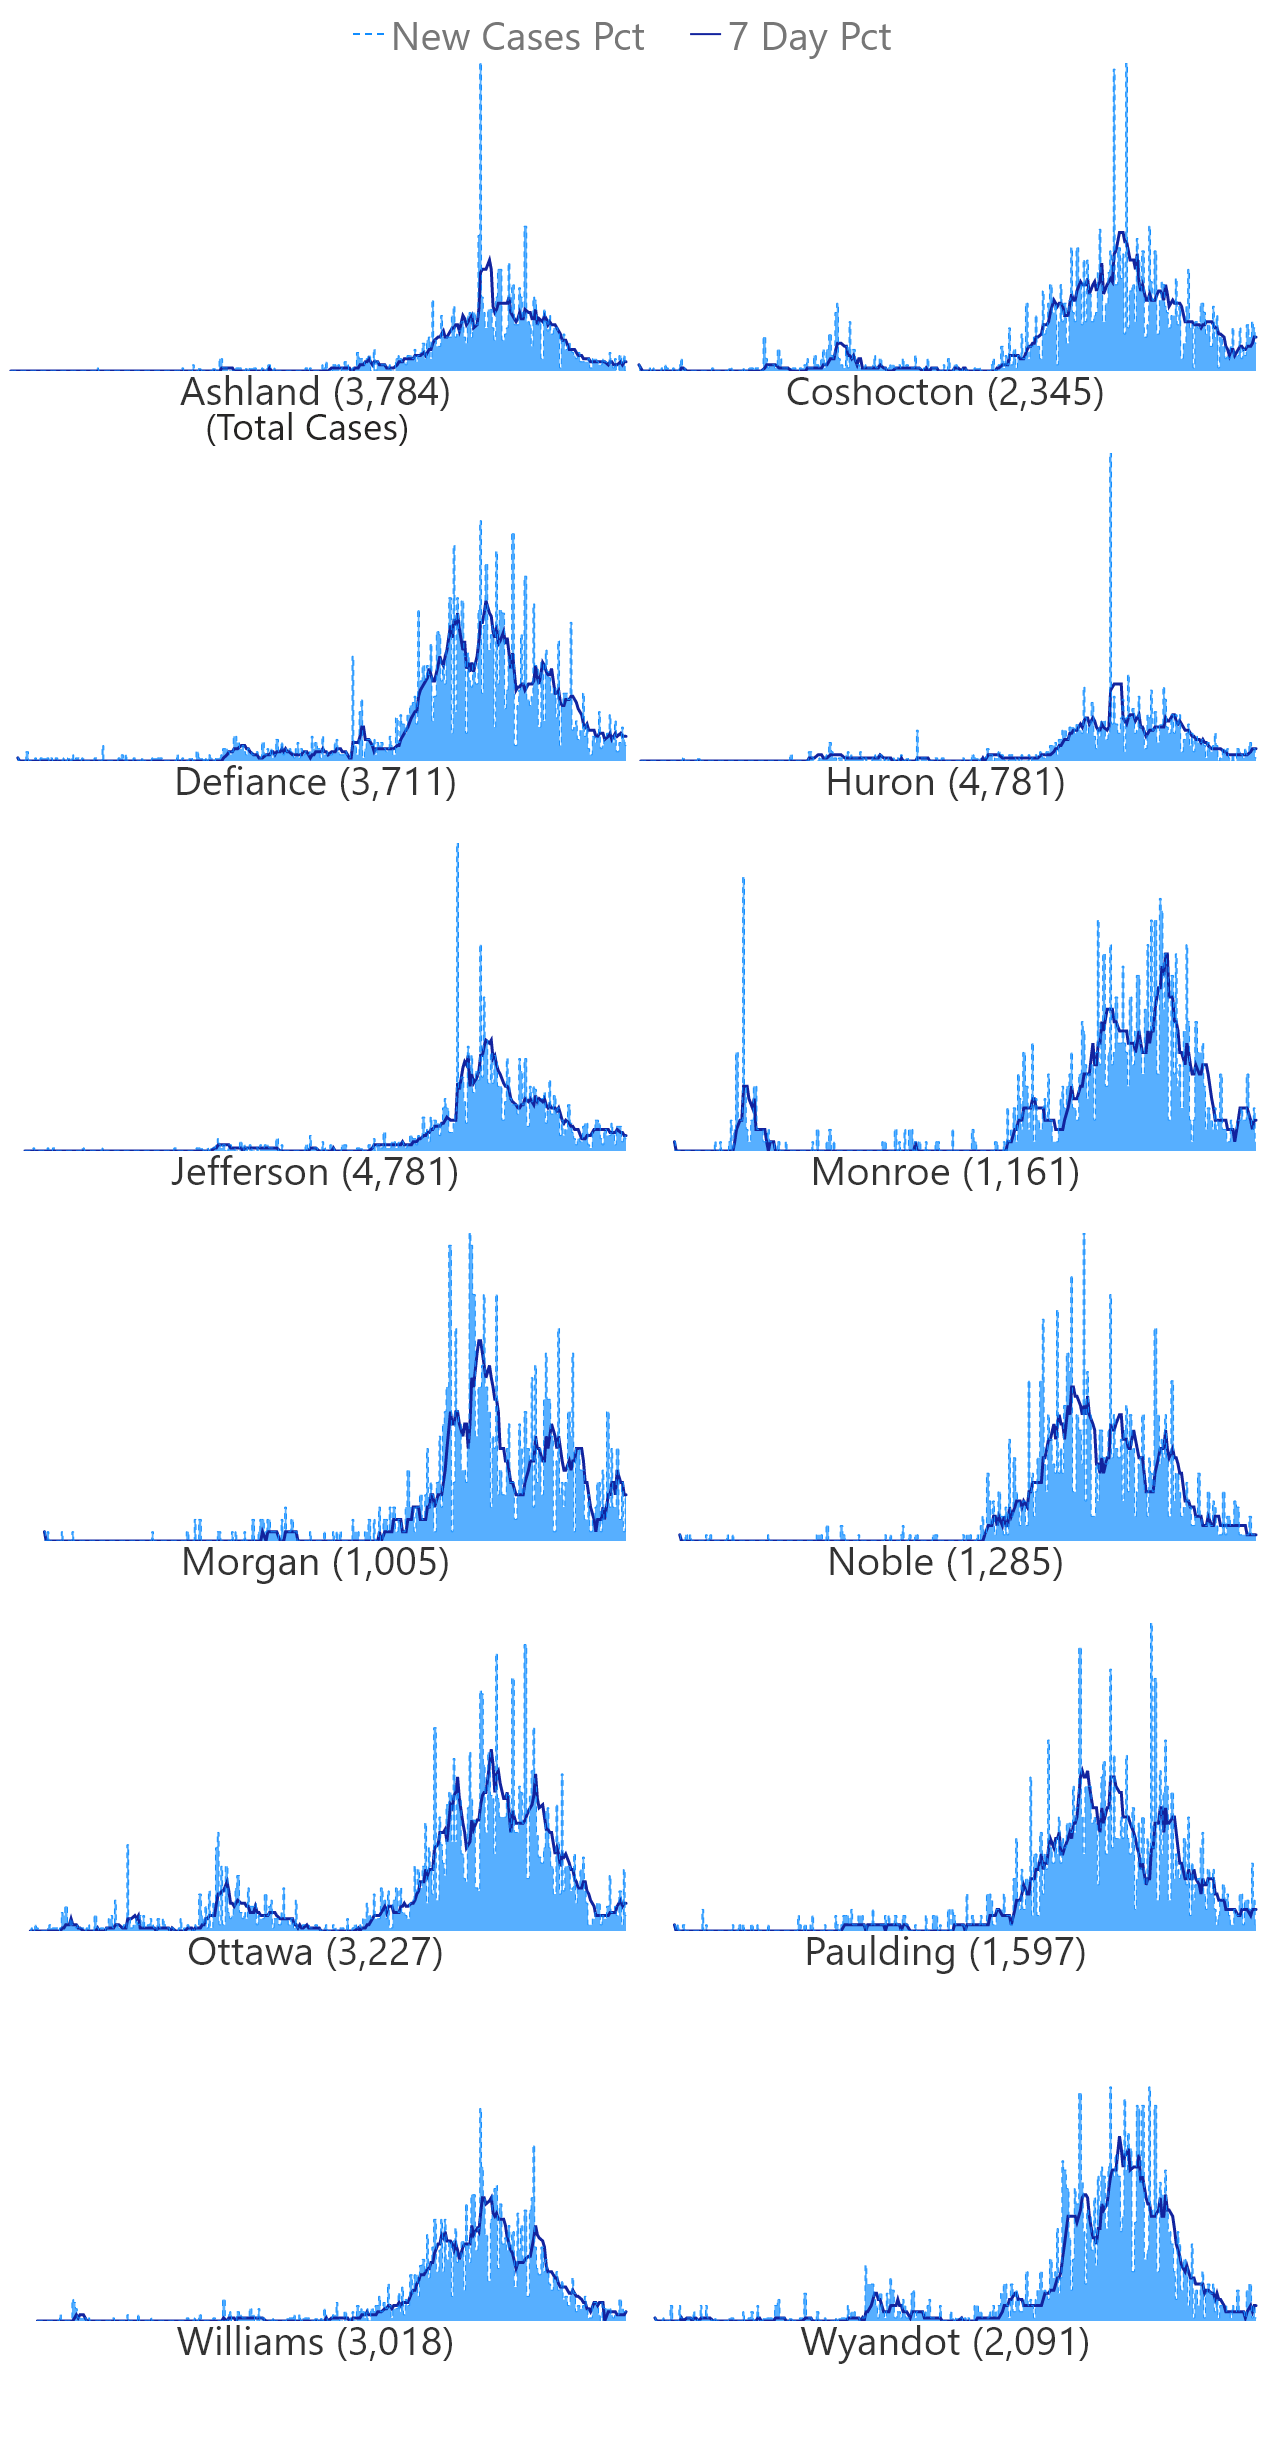 New Cases Pct 7 Day Pct
Ashland (3,784)
(Total Cases)
Coshocton (2,345)
Defiance (3,711)
Huron (4,781)
Jefferson (4,781)
Monroe (1,161)
Morgan (1,005)
Noble (1,285)
Ottawa (3,227)
Paulding (1,597)
Williams (3,018)
Wyandot (2,091)